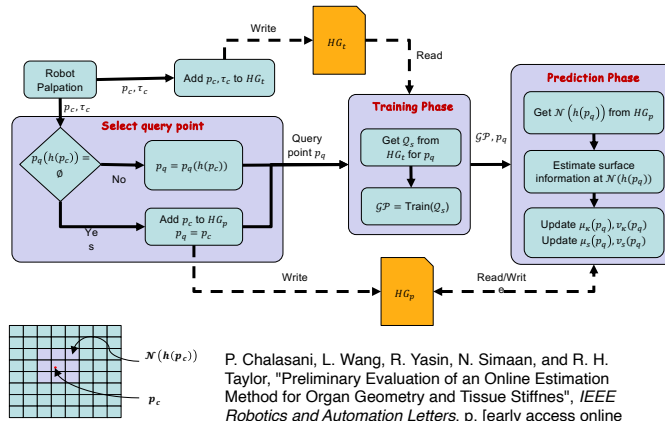 Write
HG_t
Read
Robot
Palpation
p_c, τ_c
Add p_c, τ_c to HG_t
p_c, τ_c
Select query point
p_q(h(p_c)) =
∅
No
p_q = p_q(h(p_c))
Ye
s
Add p_c to HG_p
p_q = p_c
Query
point p_q
Training Phase
Get Q_s from
HG_t for p_q
𝒢𝒫 = Train(Q_s)
𝒢𝒫, p_q
Prediction Phase
Get 𝒩(h(p_q)) from HG_p
Estimate surface
information at 𝒩(h(p_q))
Update μ_κ(p_q), v_κ(p_q)
Update μ_s(p_q), v_s(p_q)
Write
HG_p
Read/Writ
e
𝒩(h(p_c))
p_c
P. Chalasani, L. Wang, R. Yasin, N. Simaan, and R. H.
Taylor, "Preliminary Evaluation of an Online Estimation
Method for Organ Geometry and Tissue Stiffnes", IEEE
Robotics and Automation Letters, p. [early access online